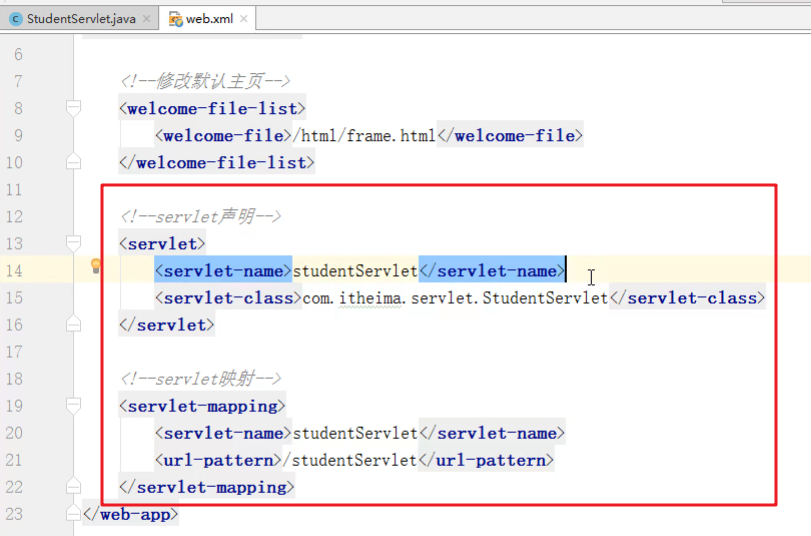 StudentServlet.java web.xml
6
7 <!--修改默认主页-->
8 <welcome-file-list>
9 <welcome-file>/html/frame.html</welcome-file>
10 </welcome-file-list>
11
12 <!--servlet声明-->
13 <servlet>
14 <servlet-name>studentServlet</servlet-name>
15 <servlet-class>com.itheima.servlet.StudentServlet</servlet-class>
16 </servlet>
17
18 <!--servlet映射-->
19 <servlet-mapping>
20 <servlet-name>studentServlet</servlet-name>
21 <url-pattern>/studentServlet</url-pattern>
22 </servlet-mapping>
23 </web-app>